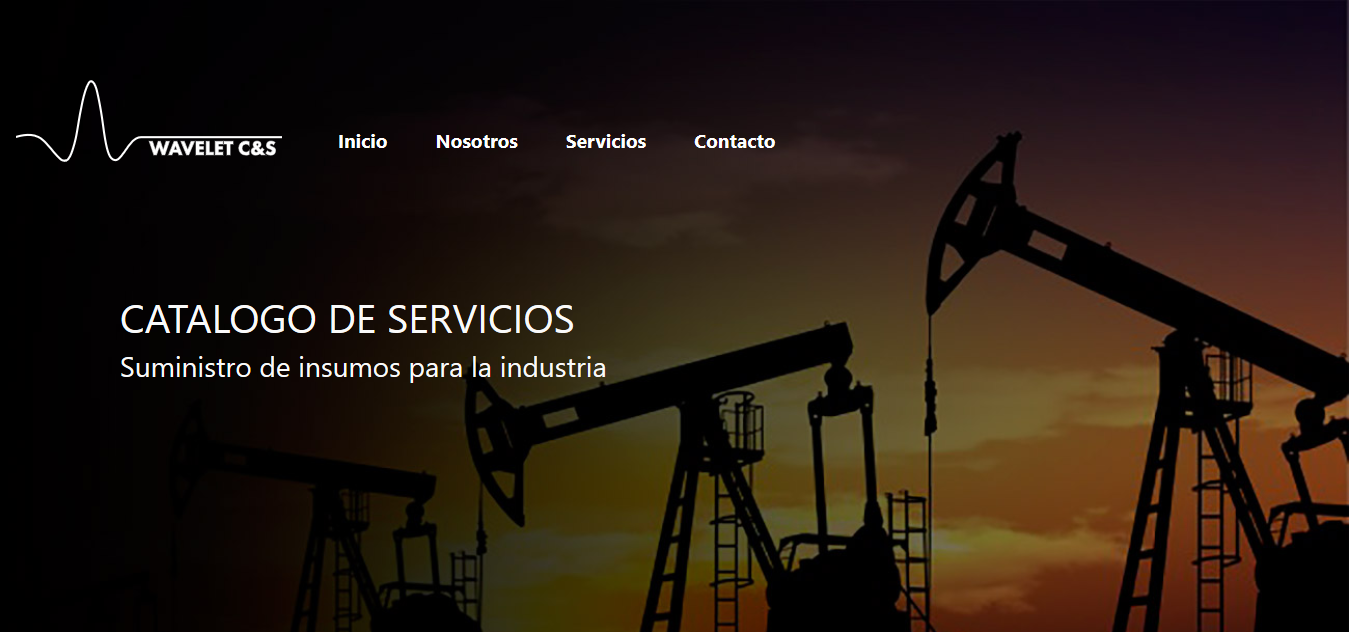 WAVELET C&S
Inicio Nosotros Servicios Contacto
CATALOGO DE SERVICIOS
Suministro de insumos para la industria